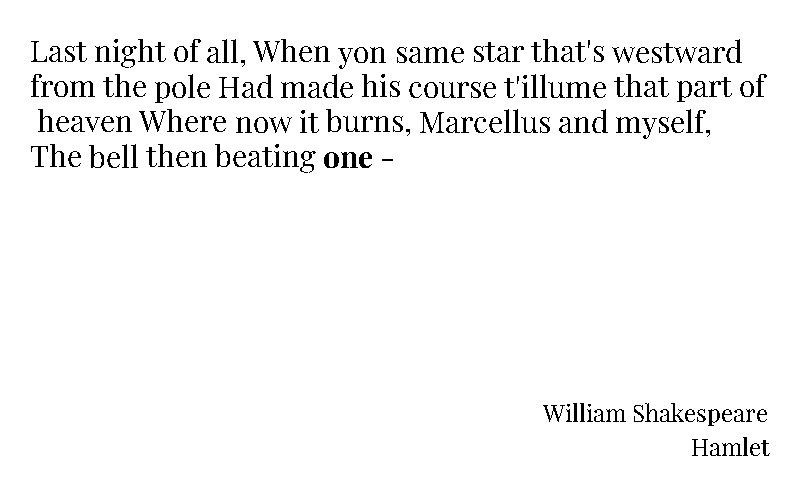 Last night of all, When yon same star that's westward
from the pole Had made his course t'illume that part of
heaven Where now it burns, Marcellus and myself,
The bell then beating one -
William Shakespeare
Hamlet